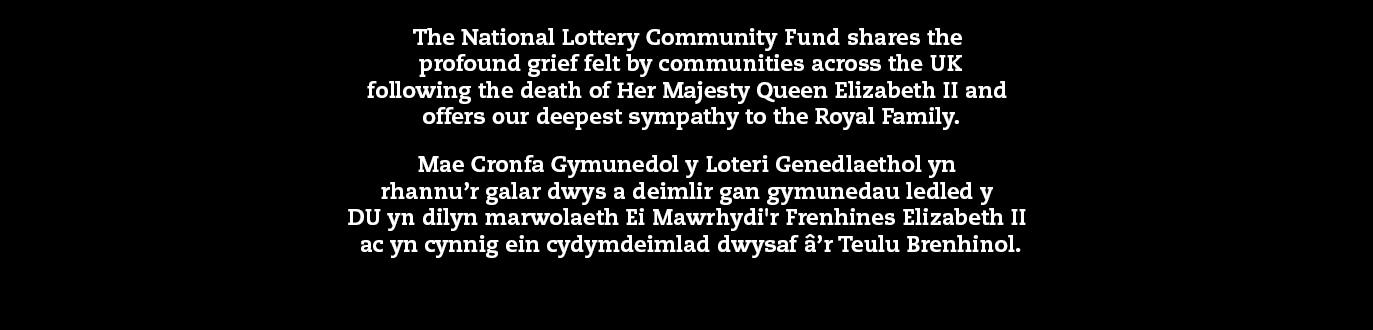 The National Lottery Community Fund shares the
profound grief felt by communities across the UK
following the death of Her Majesty Queen Elizabeth II and
offers our deepest sympathy to the Royal Family.
Mae Cronfa Gymunedol y Loteri Genedlaethol yn
rhannu’r galar dwys a deimlir gan gymunedau ledled y
DU yn dilyn marwolaeth Ei Mawrhydi'r Frenhines Elizabeth II
ac yn cynnig ein cydymdeimlad dwysaf â’r Teulu Brenhinol.